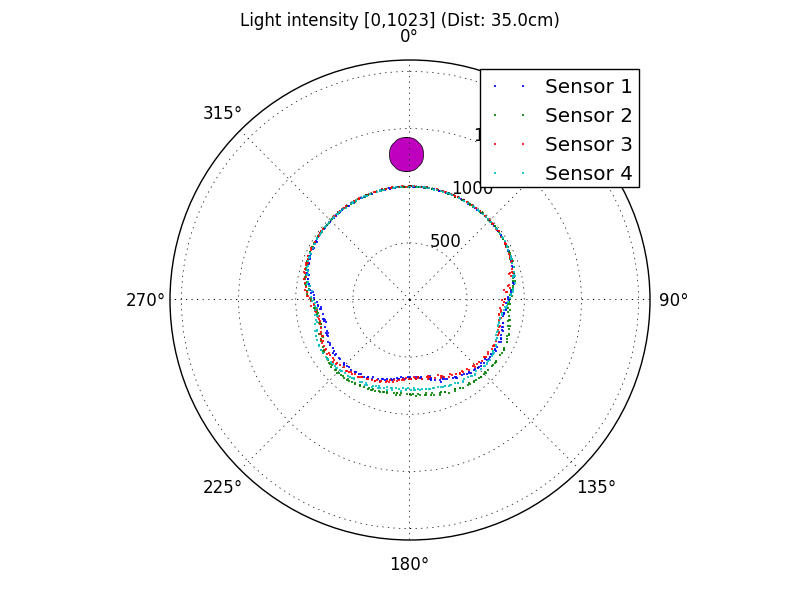 Light intensity [0,1023] (Dist: 35.0cm)
0°
315°
Sensor 1
Sensor 2
Sensor 3
Sensor 4
1000
500
270°
90°
225°
135°
180°